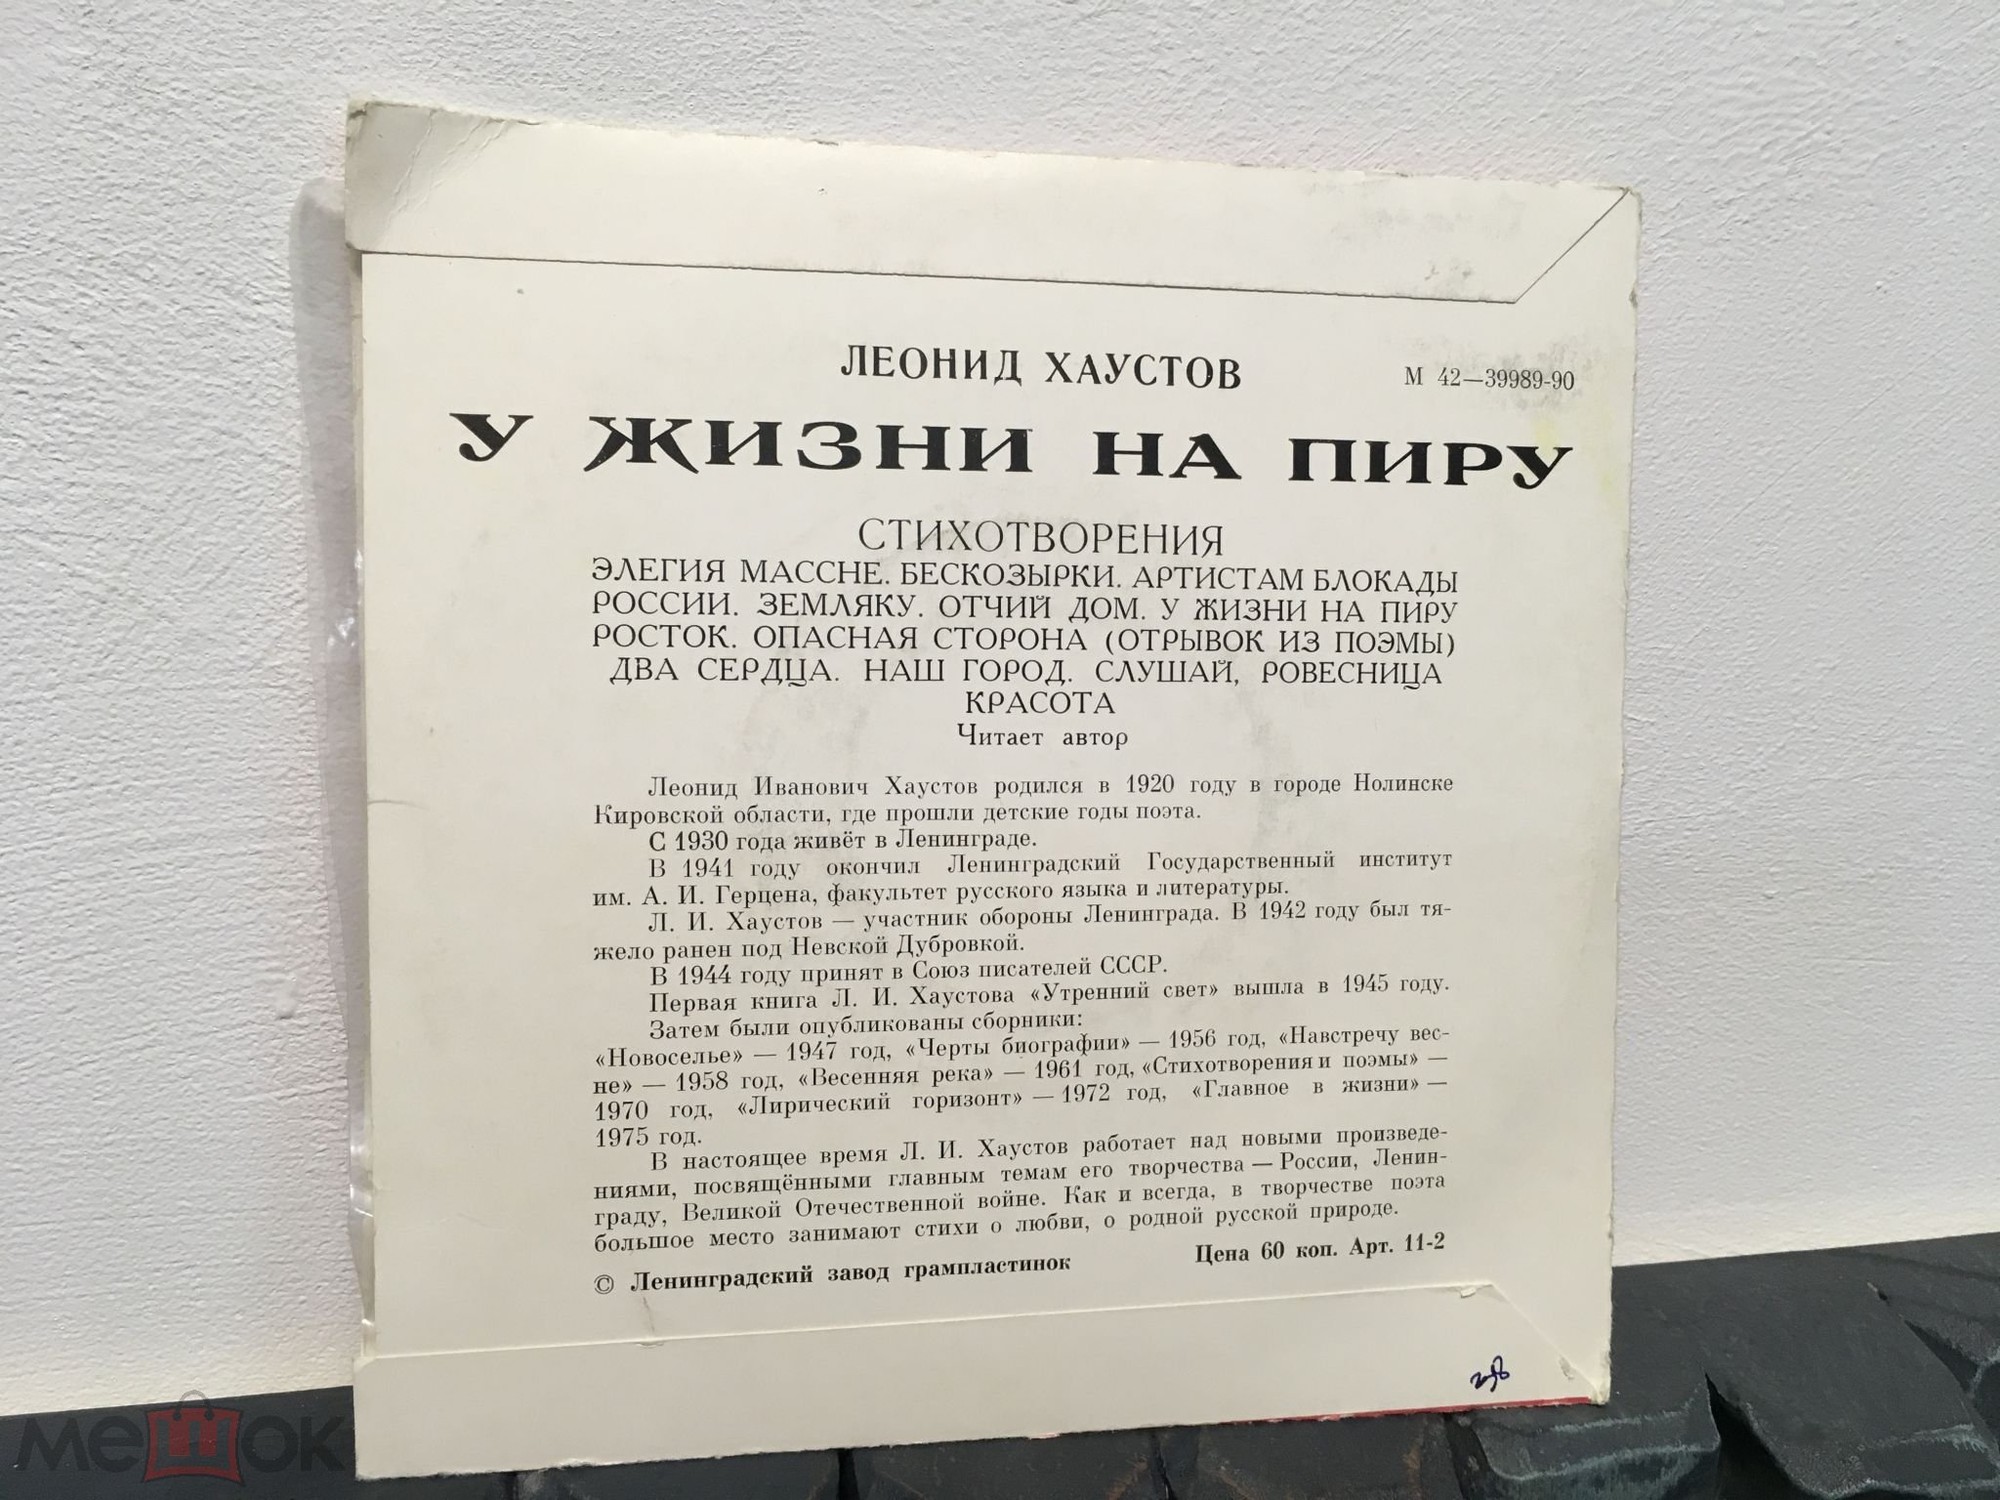 ЛЕОНИД ХАУСТОВ
М 42—39989-90
У ЖИЗНИ НА ПИРУ
СТИХОТВОРЕНИЯ
ЭЛЕГИЯ МАССНЕ. БЕСКОЗЫРКИ. АРТИСТАМ БЛОКАДЫ
РОССИИ. ЗЕМЛЯКУ. ОТЧИЙ ДОМ. У ЖИЗНИ НА ПИРУ
РОСТОК. ОПАСНАЯ СТОРОНА (ОТРЫВОК ИЗ ПОЭМЫ)
ДВА СЕРДЦА. НАШ ГОРОД. СЛУШАЙ, РОВЕСНИЦА
КРАСОТА
Читает автор
Леонид Иванович Хаустов родился в 1920 году в городе Нолинске
Кировской области, где прошли детские годы поэта.
С 1930 года живёт в Ленинграде.
В 1941 году окончил Ленинградский Государственный институт
им. А. И. Герцена, факультет русского языка и литературы.
Л. И. Хаустов — участник обороны Ленинграда. В 1942 году был тя-
жело ранен под Невской Дубровкой.
В 1944 году принят в Союз писателей СССР.
Первая книга Л. И. Хаустова «Утренний свет» вышла в 1945 году.
Затем были опубликованы сборники:
«Новоселье» — 1947 год, «Черты биографии» — 1956 год, «Навстречу вес-
не» — 1958 год, «Весенняя река» — 1961 год, «Стихотворения и поэмы» —
1970 год, «Лирический горизонт» — 1972 год, «Главное в жизни» —
1975 год.
В настоящее время Л. И. Хаустов работает над новыми произведе-
ниями, посвящёнными главным темам его творчества — России, Ленин-
граду, Великой Отечественной войне. Как и всегда, в творчестве поэта
большое место занимают стихи о любви, о родной русской природе.
© Ленинградский завод грампластинок
Цена 60 коп. Арт. 11-2
мешок